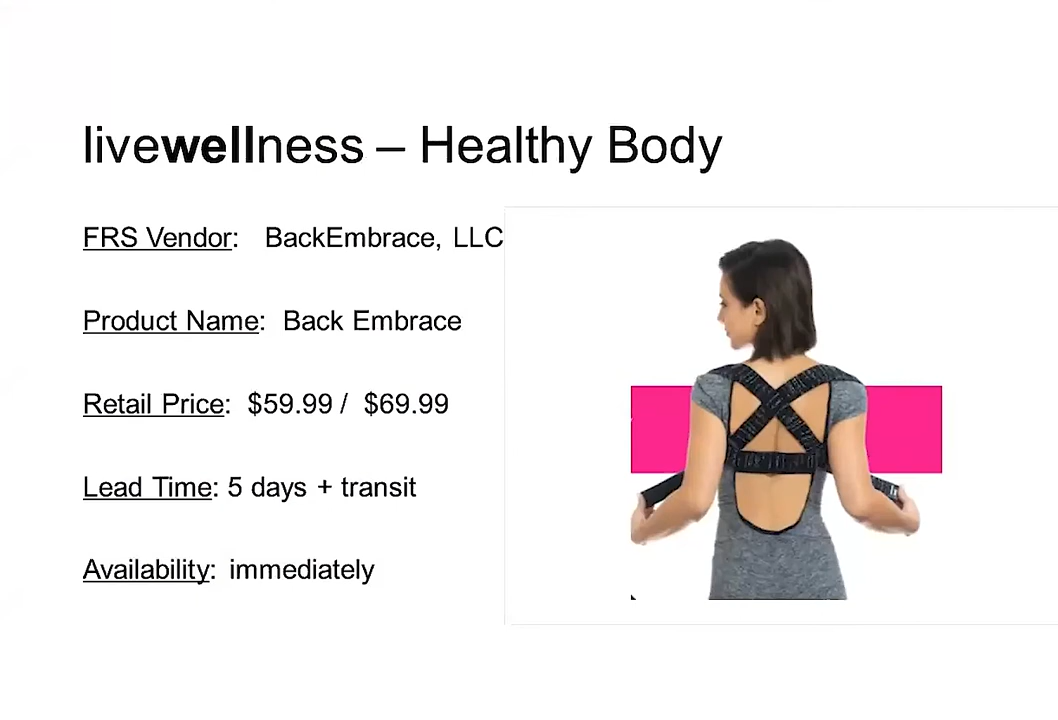 livewellness – Healthy Body
FRS Vendor: BackEmbrace, LLC
Product Name: Back Embrace
Retail Price: $59.99 / $69.99
Lead Time: 5 days + transit
Availability: immediately